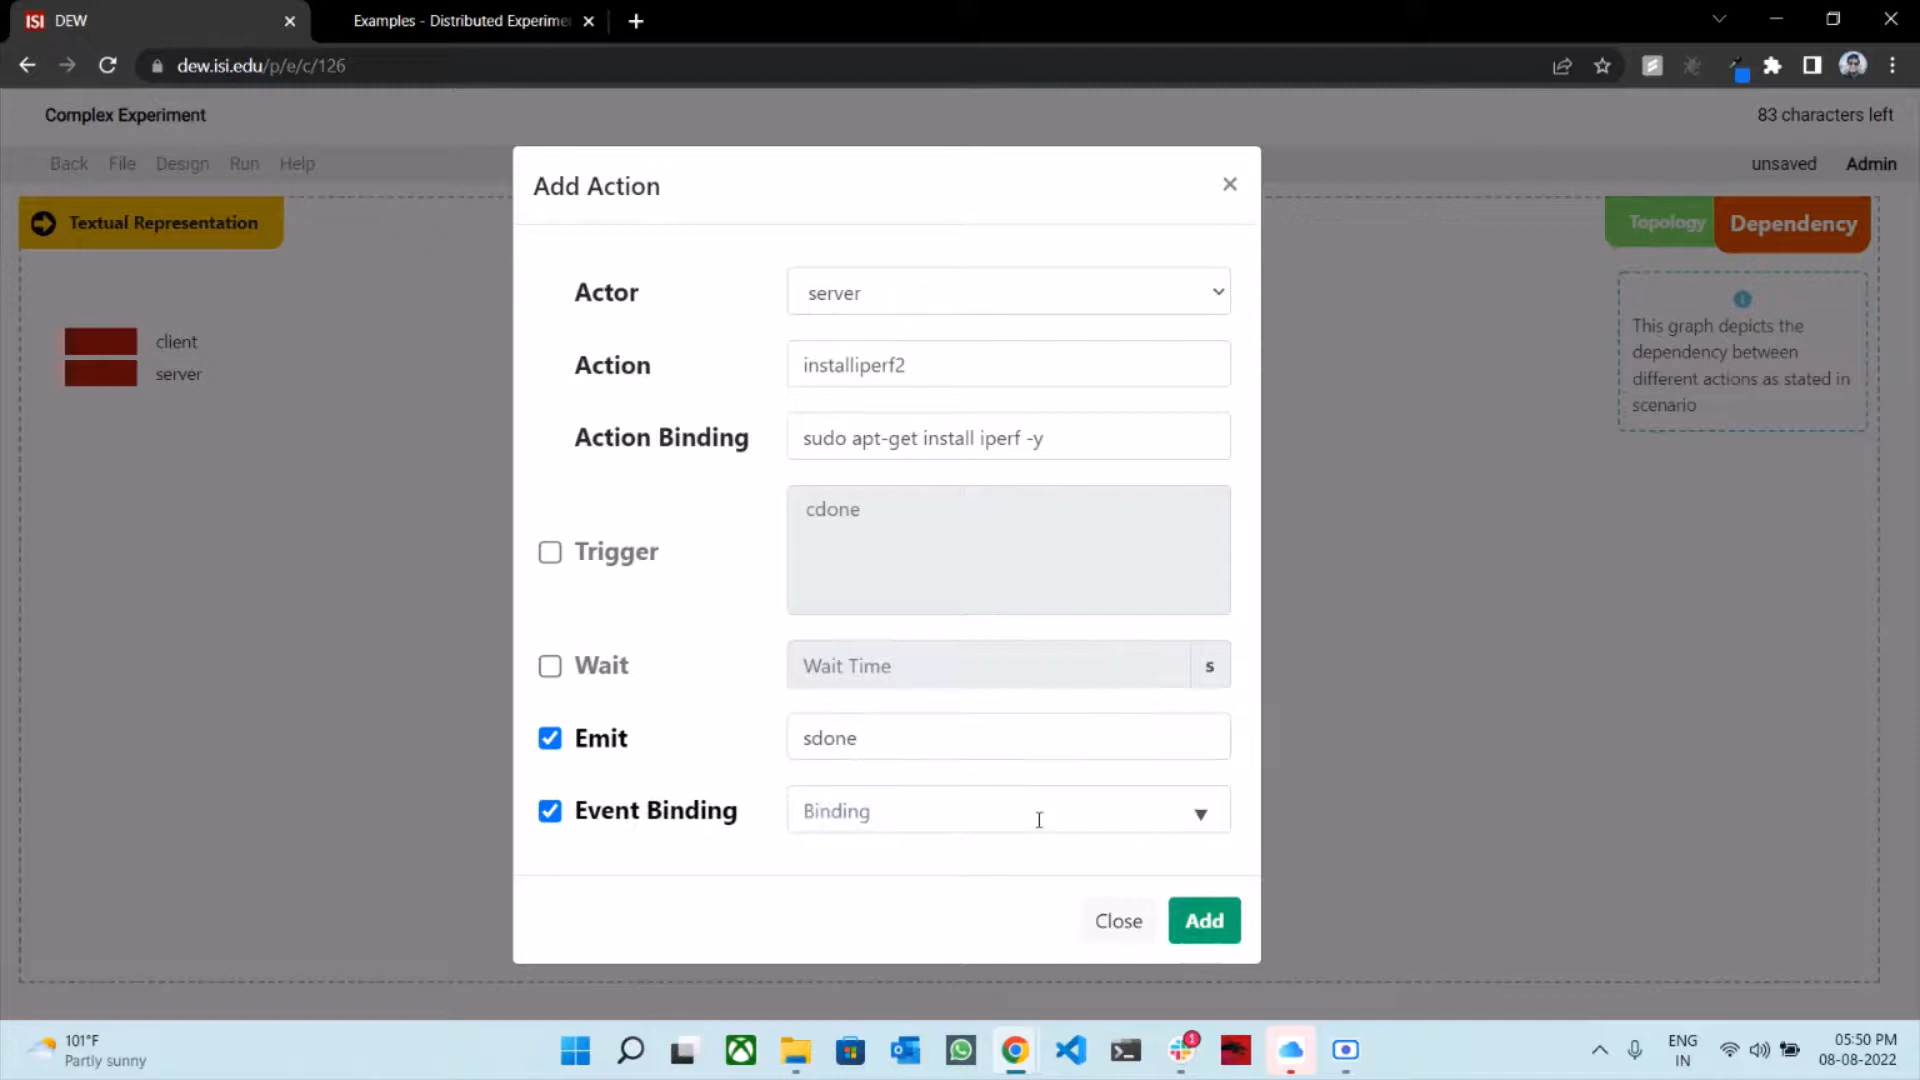 ISI DEW
Examples - Distributed Experime
dew.isi.edu/p/e/c/126
Complex Experiment
83 characters left
Back File Design Run Help
unsaved Admin
Textual Representation
Topology Dependency
client
server
This graph depicts the
dependency between
different actions as stated in
scenario
Add Action
Actor server
Action installiperf2
Action Binding sudo apt-get install iperf -y
Trigger cdone
Wait Wait Time s
Emit sdone
Event Binding Binding
Close Add
101°F
Partly sunny
1
ENG
IN
05:50 PM
08-08-2022